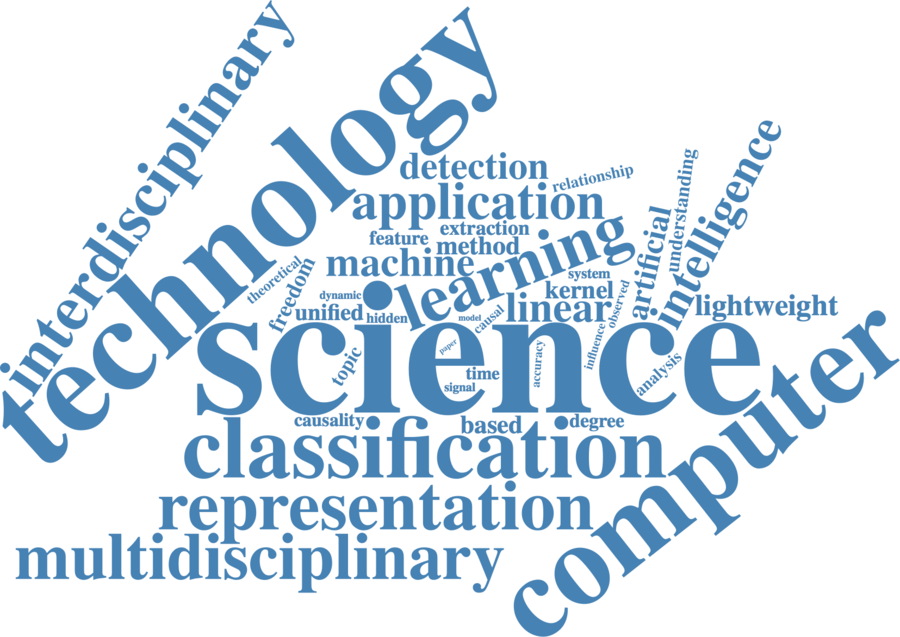 interdisciplinary
technology
detection
relationship
application
extraction
feature
method
learning
machine
theoretical
freedom
dynamic
unified
hidden
model
causal
system
kernel
linear
observed
influence
artificial
understanding
intelligence
lightweight
science
topic
paper
time
signal
accuracy
analysis
computer
causality
based
degree
classification
representation
multidisciplinary